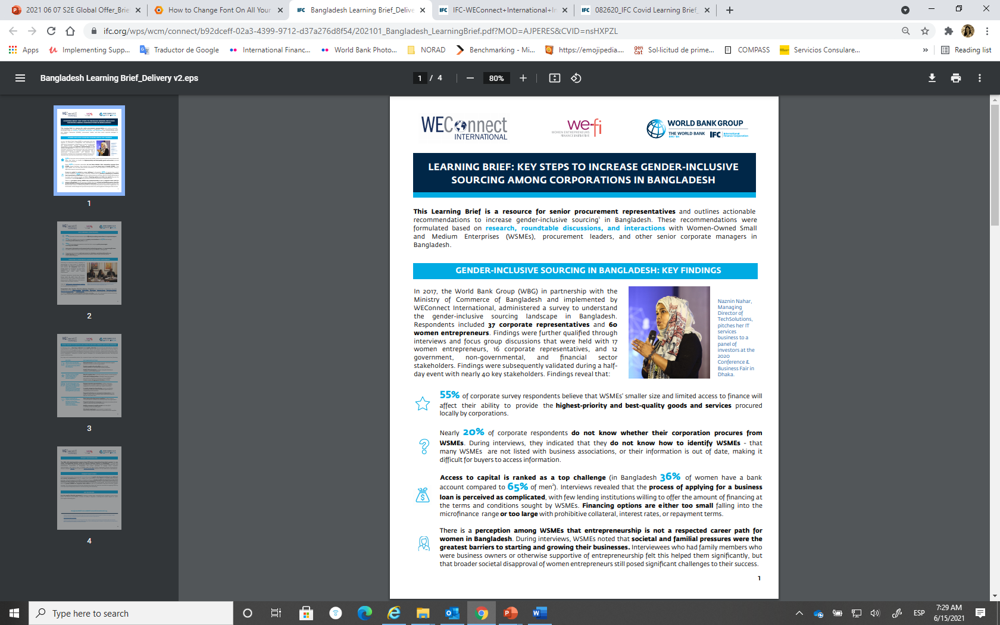 2021 06 07 S2E Global Offer_Brie
How to Change Font On All Your
IFC Bangladesh Learning Brief_Delive
IFC IFC-WEConnect+International+In
IFC 082620_IFC Covid Learning Brief_
ifc.org/wps/wcm/connect/b92dceff-02a3-4399-9712-d37a276d8f54/202101_Bangladesh_LearningBrief.pdf?MOD=AJPERES&CVID=nsHXPZL
Apps
Implementing Supp...
Traductor de Google
International Financ...
World Bank Photo...
NORAD
Benchmarking - Mi...
https://emojipedia....
gen
cat
Sol·licitud de prime...
COMPASS
Servicios Consulare...
»
Reading list
Bangladesh Learning Brief_Delivery v2.eps
1 / 4
80%
1
2
3
4
WEConnect
INTERNATIONAL
we-fi
WOMEN ENTREPRENEURS
FINANCE INITIATIVE
WORLD BANK GROUP
THE WORLD BANK
IFC International
Finance Corporation
LEARNING BRIEF: KEY STEPS TO INCREASE GENDER-INCLUSIVE
SOURCING AMONG CORPORATIONS IN BANGLADESH
This Learning Brief is a resource for senior procurement representatives and outlines actionable
recommendations to increase gender-inclusive sourcing¹ in Bangladesh. These recommendations were
formulated based on research, roundtable discussions, and interactions with Women-Owned Small
and Medium Enterprises (WSMEs), procurement leaders, and other senior corporate managers in
Bangladesh.
GENDER-INCLUSIVE SOURCING IN BANGLADESH: KEY FINDINGS
In 2017, the World Bank Group (WBG) in partnership with the
Ministry of Commerce of Bangladesh and implemented by
WEConnect International, administered a survey to understand
the gender-inclusive sourcing landscape in Bangladesh.
Respondents included 37 corporate representatives and 60
women entrepreneurs. Findings were further qualified through
interviews and focus group discussions that were held with 17
women entrepreneurs, 16 corporate representatives, and 12
government, non-governmental, and financial sector
stakeholders. Findings were subsequently validated during a half-
day event with nearly 40 key stakeholders. Findings reveal that:
Naznin Nahar,
Managing
Director of
TechSolutions,
pitches her IT
services
business to a
panel of
investors at the
2020
Conference &
Business Fair in
Dhaka.
55% of corporate survey respondents believe that WSMEs' smaller size and limited access to finance will
affect their ability to provide the highest-priority and best-quality goods and services procured
locally by corporations.
Nearly 20% of corporate respondents do not know whether their corporation procures from
WSMEs. During interviews, they indicated that they do not know how to identify WSMEs - that
many WSMEs are not listed with business associations, or their information is out of date, making it
difficult for buyers to access information.
Access to capital is ranked as a top challenge (in Bangladesh 36% of women have a bank
account compared to 65% of men²). Interviews revealed that the process of applying for a business
loan is perceived as complicated, with few lending institutions willing to offer the amount of financing at
the terms and conditions sought by WSMEs. Financing options are either too small falling into the
microfinance range or too large with prohibitive collateral, interest rates, or repayment terms.
There is a perception among WSMEs that entrepreneurship is not a respected career path for
women in Bangladesh. During interviews, WSMEs noted that societal and familial pressures were the
greatest barriers to starting and growing their businesses. Interviewees who had family members who
were business owners or otherwise supportive of entrepreneurship felt this helped them significantly, but
that broader societal disapproval of women entrepreneurs still posed significant challenges to their success.
1
Type here to search
ESP
7:29 AM
6/15/2021